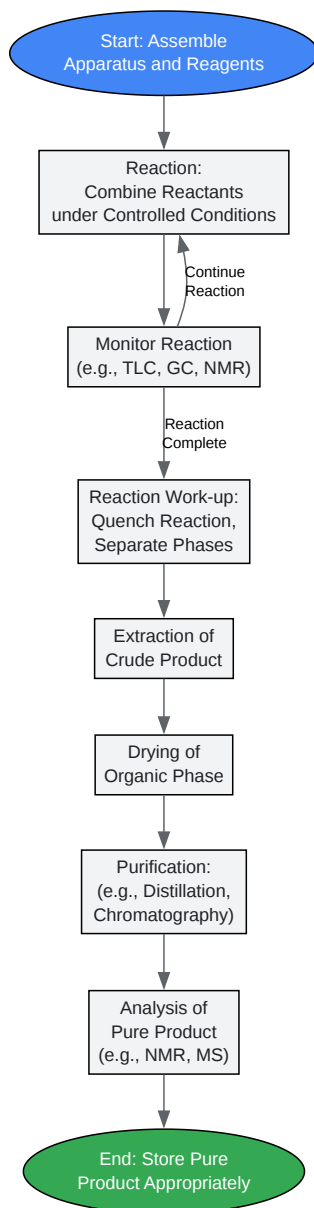 Start: Assemble
Apparatus and Reagents
Reaction:
Combine Reactants
under Controlled Conditions
Continue
Reaction
Monitor Reaction
(e.g., TLC, GC, NMR)
Reaction
Complete
Reaction Work-up:
Quench Reaction,
Separate Phases
Extraction of
Crude Product
Drying of
Organic Phase
Purification:
(e.g., Distillation,
Chromatography)
Analysis of
Pure Product
(e.g., NMR, MS)
End: Store Pure
Product Appropriately